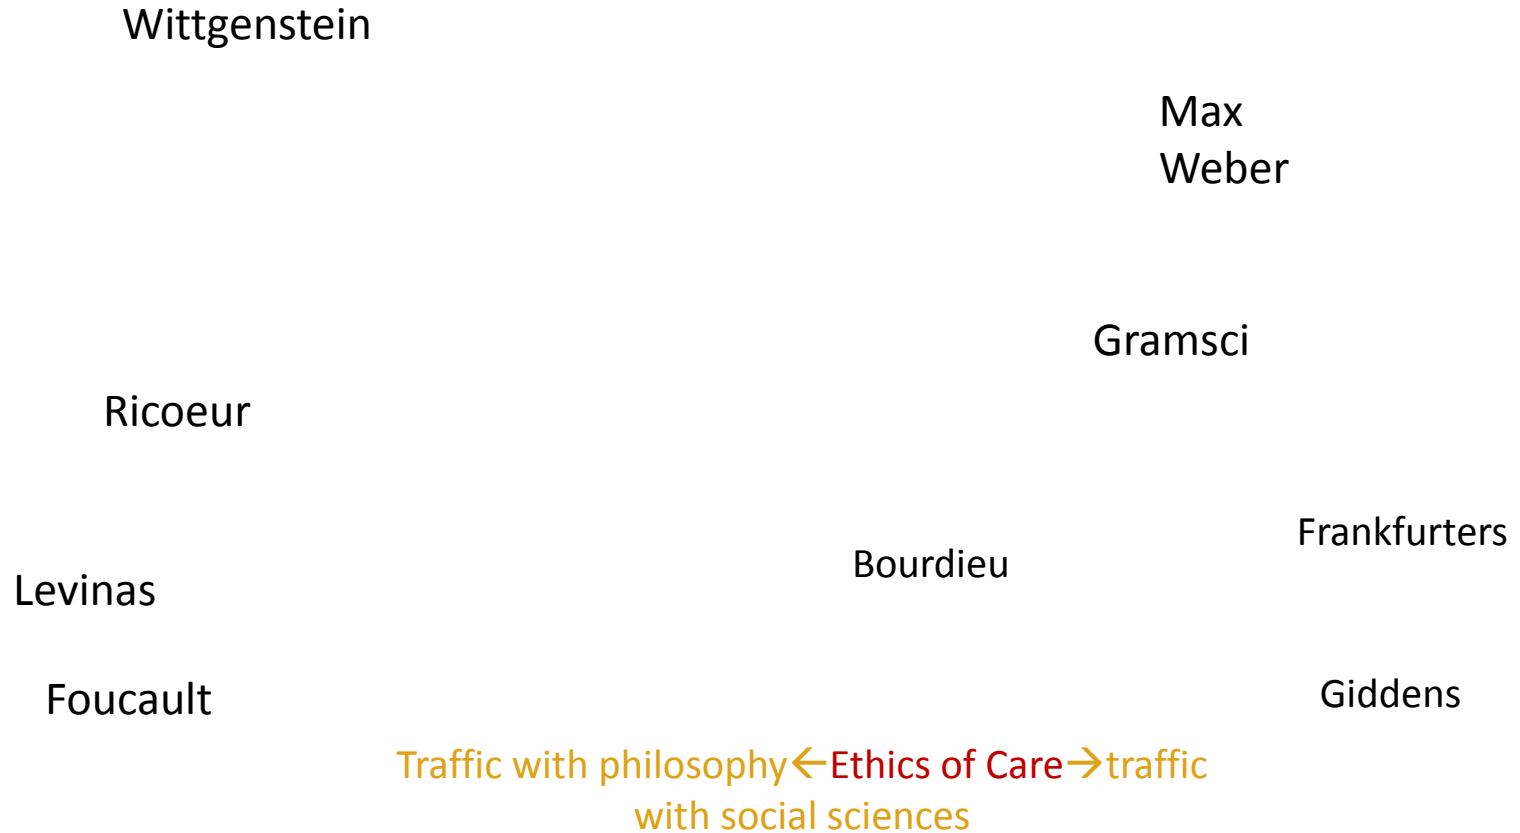 Wittgenstein
Max
Weber
Gramsci
Ricoeur
Frankfurters
Bourdieu
Levinas
Giddens
Foucault
Traffic with philosophy←Ethics of Care→traffic
with social sciences